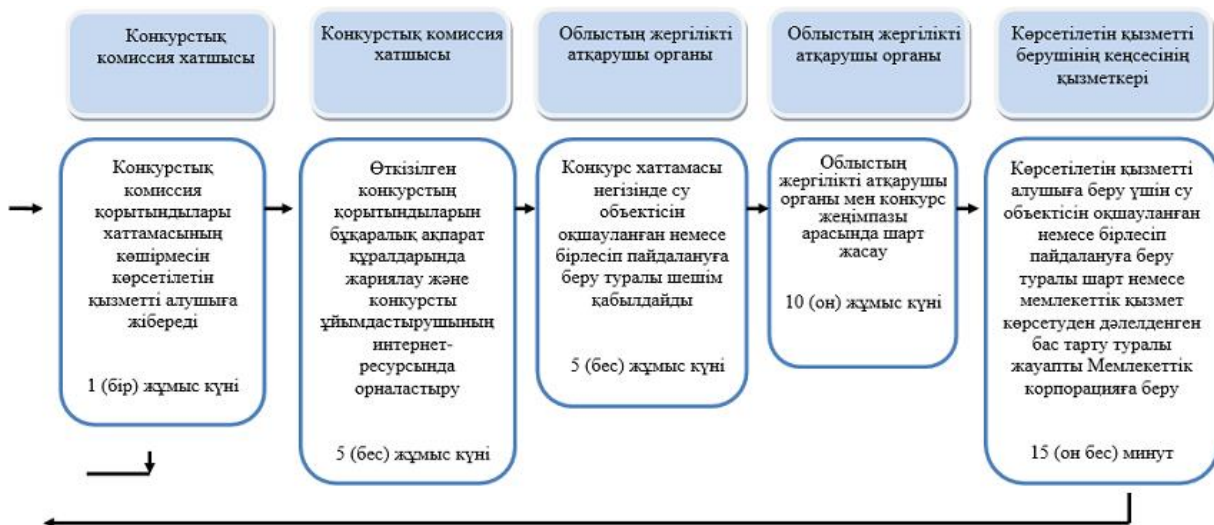 Конкурстық
комиссия хатшысы
Конкурстық комиссия
хатшысы
Облыстың жергілікті
атқарушы органы
Облыстың жергілікті
атқарушы органы
Көрсетілетін қызметті
берушінің кеңсесінің
қызметкері
Конкурстық
комиссия
қорытындылары
хаттамасының
көшірмесін
көрсетілетін
қызметті алушыға
жібереді
1 (бір) жұмыс күні
Өткізілген
конкурстың
қорытындыларын
бұқаралық ақпарат
құралдарында
жариялау және
конкурсты
ұйымдастырушының
интернет-
ресурсында
орналастыру
5 (бес) жұмыс күні
Конкурс хаттамасы
негізінде су
объектісін
оқшауланған немесе
бірлесіп пайдалануға
беру туралы шешім
қабылдайды
5 (бес) жұмыс күні
Облыстың
жергілікті атқарушы
органы мен конкурс
жеңімпазы
арасында шарт
жасау
10 (он) жұмыс күні
Көрсетілетін қызметті
алушыға беру үшін су
объектісін оқшауланған
немесе бірлесіп
пайдалануға беру
туралы шарт немесе
мемлекеттік қызмет
көрсетуден дәлелденген
бас тарту туралы
жауапты Мемлекеттік
корпорацияға беру
15 (он бес) минут